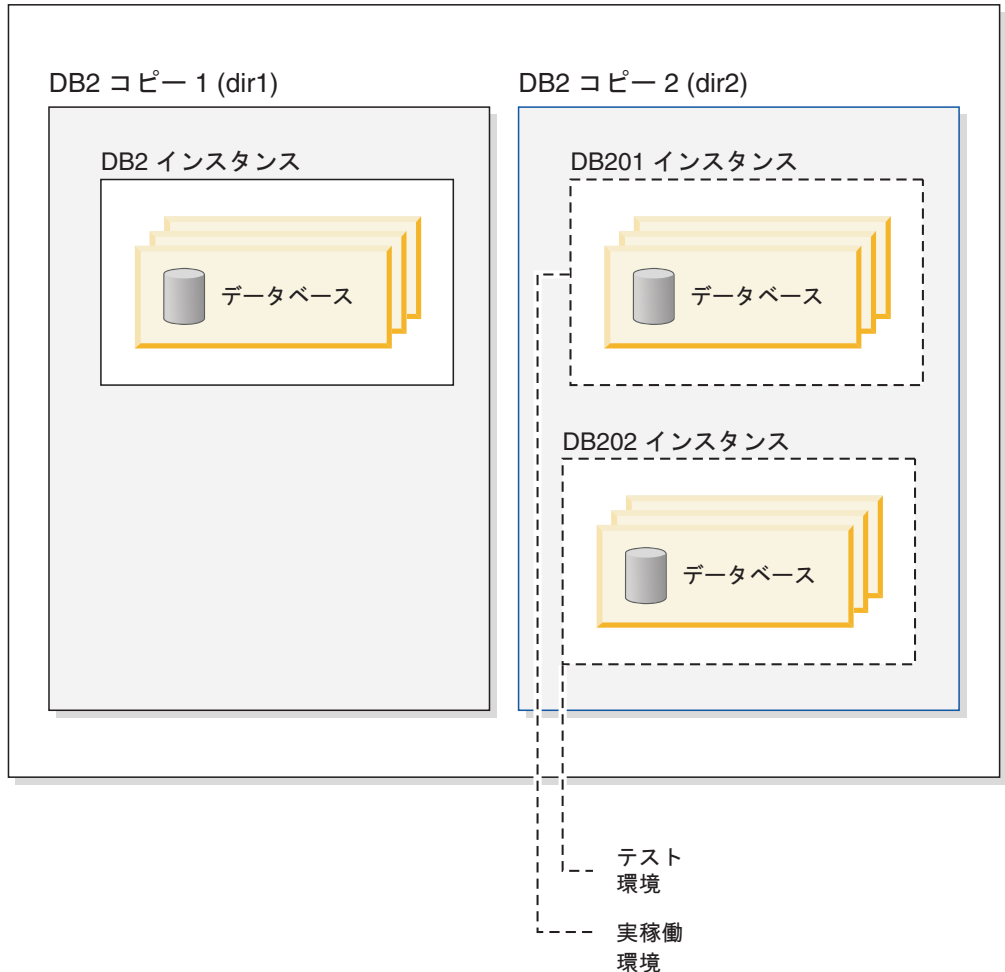 DB2 コピー 1 (dir1)
DB2 インスタンス
データベース
DB2 コピー 2 (dir2)
DB201 インスタンス
データベース
DB202 インスタンス
データベース
テスト
環境
実稼働
環境